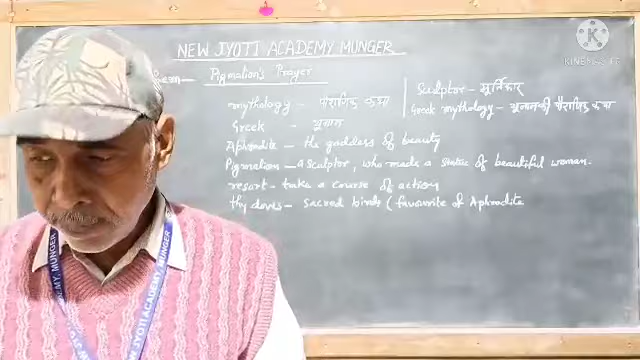 NEW JYOTI ACADEMY MUNGER
KINEMASTER
Pigmalion's Prayer
mythology - पौराणिक कथा
Sculptor - मूर्तिकार
Greek - यूनान
Greek mythology - यूनान की पौराणिक कथा
Aphrodite - the goddess of beauty
Pigmalion - a sculptor, who made a statue of beautiful woman.
resort - take a course of action
thy doves - sacred birds ( favourite of Aphrodite
ACADEMY, MUNGER
NEW JYOTI ACADEMY, MUNGER